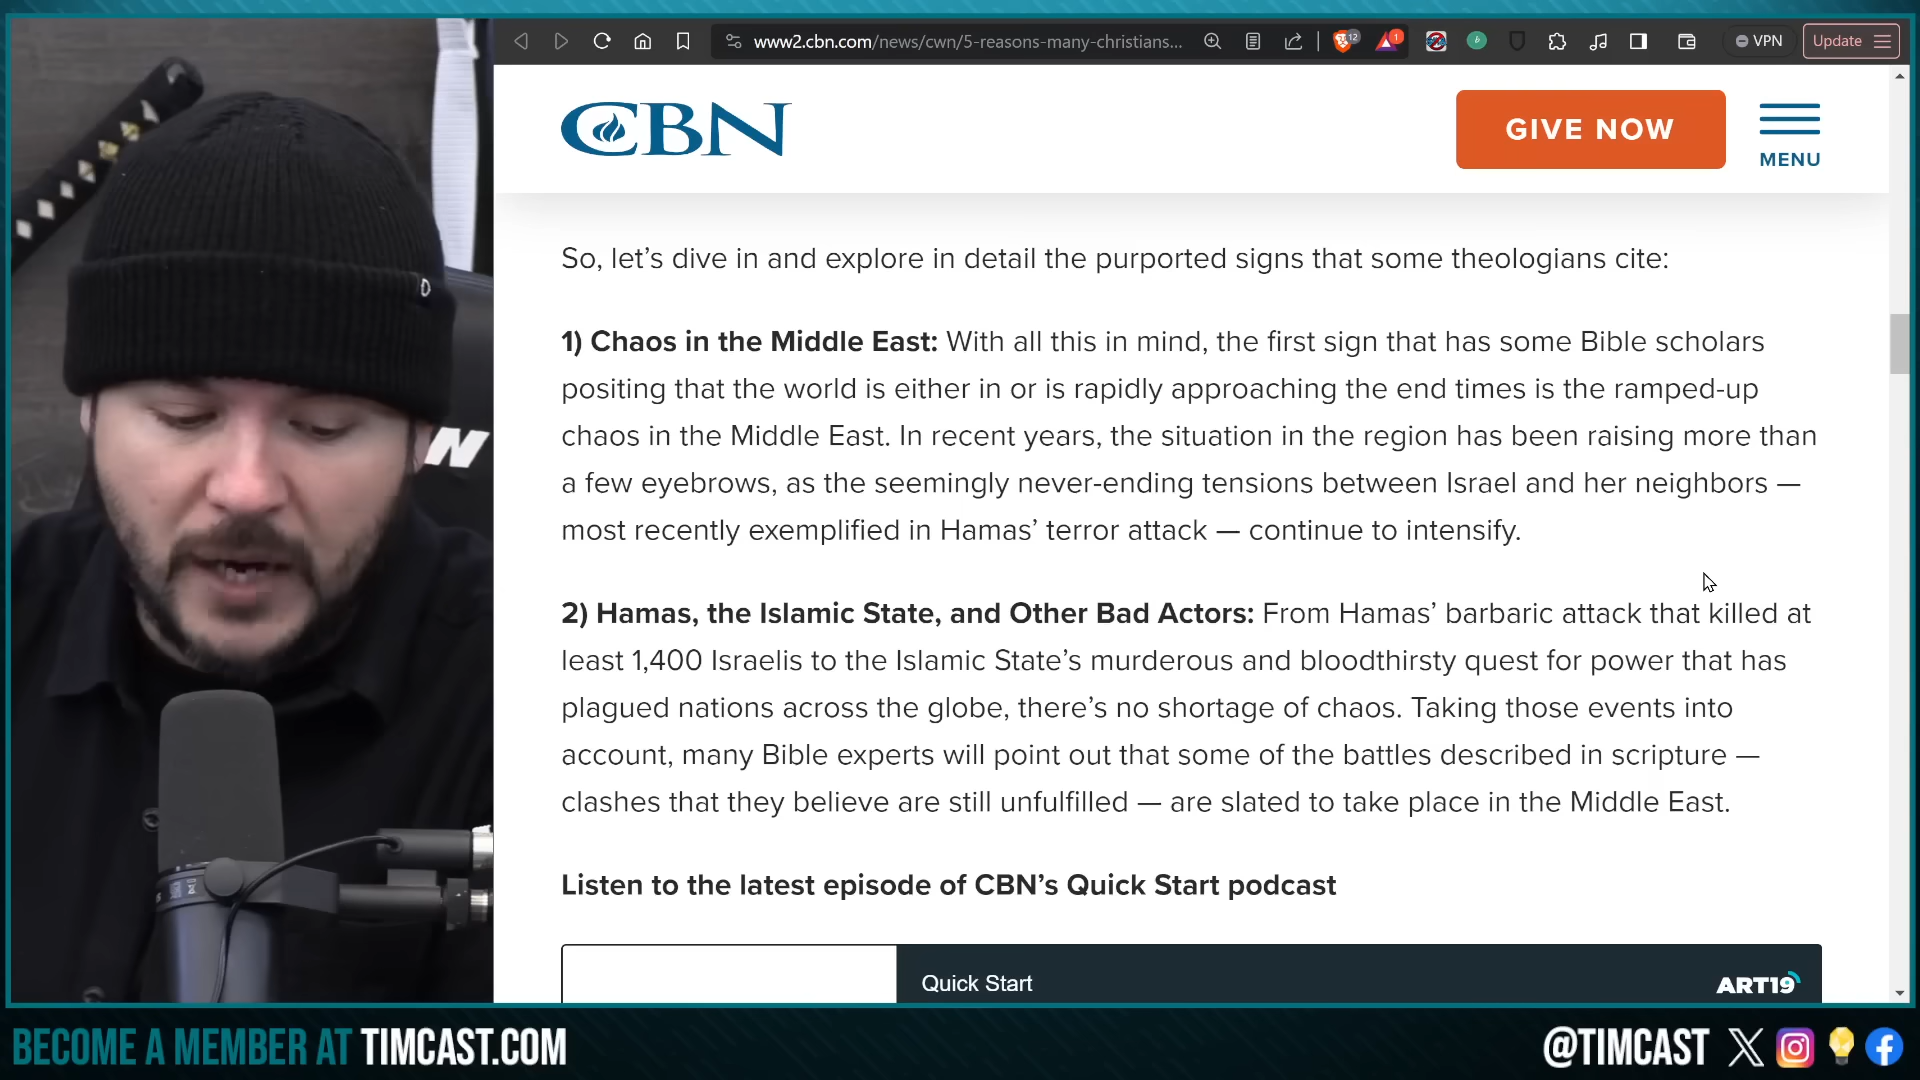 www2.cbn.com/news/cwn/5-reasons-many-christians...
12
1
VPN
Update
CBN
GIVE NOW
MENU
So, let’s dive in and explore in detail the purported signs that some theologians cite:
1) Chaos in the Middle East: With all this in mind, the first sign that has some Bible scholars
positing that the world is either in or is rapidly approaching the end times is the ramped-up
chaos in the Middle East. In recent years, the situation in the region has been raising more than
a few eyebrows, as the seemingly never-ending tensions between Israel and her neighbors —
most recently exemplified in Hamas’ terror attack — continue to intensify.
2) Hamas, the Islamic State, and Other Bad Actors: From Hamas’ barbaric attack that killed at
least 1,400 Israelis to the Islamic State’s murderous and bloodthirsty quest for power that has
plagued nations across the globe, there’s no shortage of chaos. Taking those events into
account, many Bible experts will point out that some of the battles described in scripture —
clashes that they believe are still unfulfilled — are slated to take place in the Middle East.
Listen to the latest episode of CBN’s Quick Start podcast
Quick Start
ART19
BECOME A MEMBER AT TIMCAST.COM
@TIMCAST